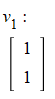 v₁ :
[ 1
1 ]